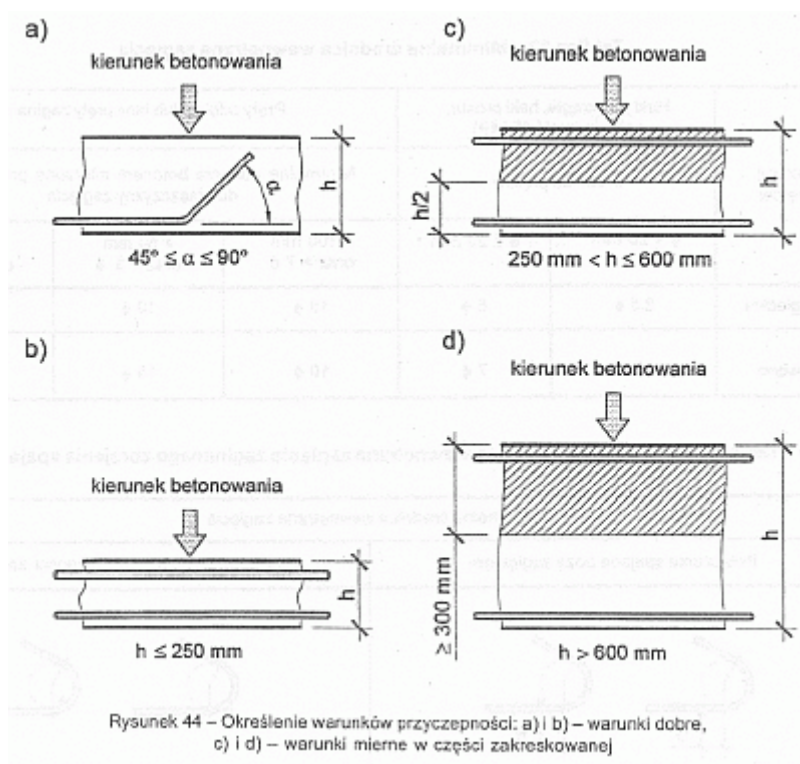 a)
kierunek betonowania
h
α
45° ≤ α ≤ 90°
b)
kierunek betonowania
h
h ≤ 250 mm
c)
kierunek betonowania
h/2
h
250 mm < h ≤ 600 mm
d)
kierunek betonowania
≥ 300 mm
h
h > 600 mm
Rysunek 44 – Określenie warunków przyczepności: a) i b) – warunki dobre,
c) i d) – warunki mierne w części zakreskowanej